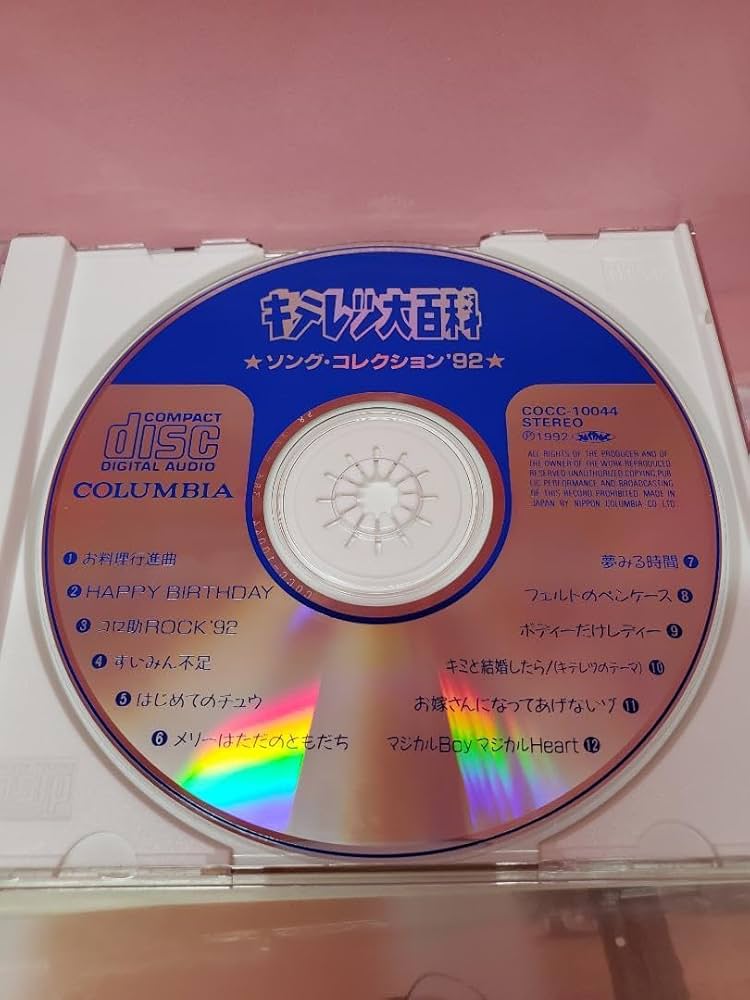 キテレツ大百科
★ソング・コレクション'92★
COMPACT
disc
DIGITAL AUDIO
COLUMBIA
COCC-10044
STEREO
Ⓟ1992
ALL RIGHTS OF THE PRODUCER AND OF
THE OWNER OF THE WORK REPRODUCED
RESERVED UNAUTHORIZED COPYING, PUB
LIC PERFORMANCE AND BROADCASTING
OF THIS RECORD PROHIBITED. MADE IN
JAPAN BY NIPPON COLUMBIA CO. LTD.
❶ お料理行進曲
❷ HAPPY BIRTHDAY
❸ コロ助ROCK'92
❹ すいみん不足
❺ はじめてのチュウ
❻ メリーはただのともだち
夢みる時間 ❼
フェルトのペンケース ❽
ボディーだけレディー ❾
キミと結婚したら!(キテレツのテーマ) ❿
お嫁さんになってあげないゾ ⓫
マジカルBoy マジカルHeart ⓬